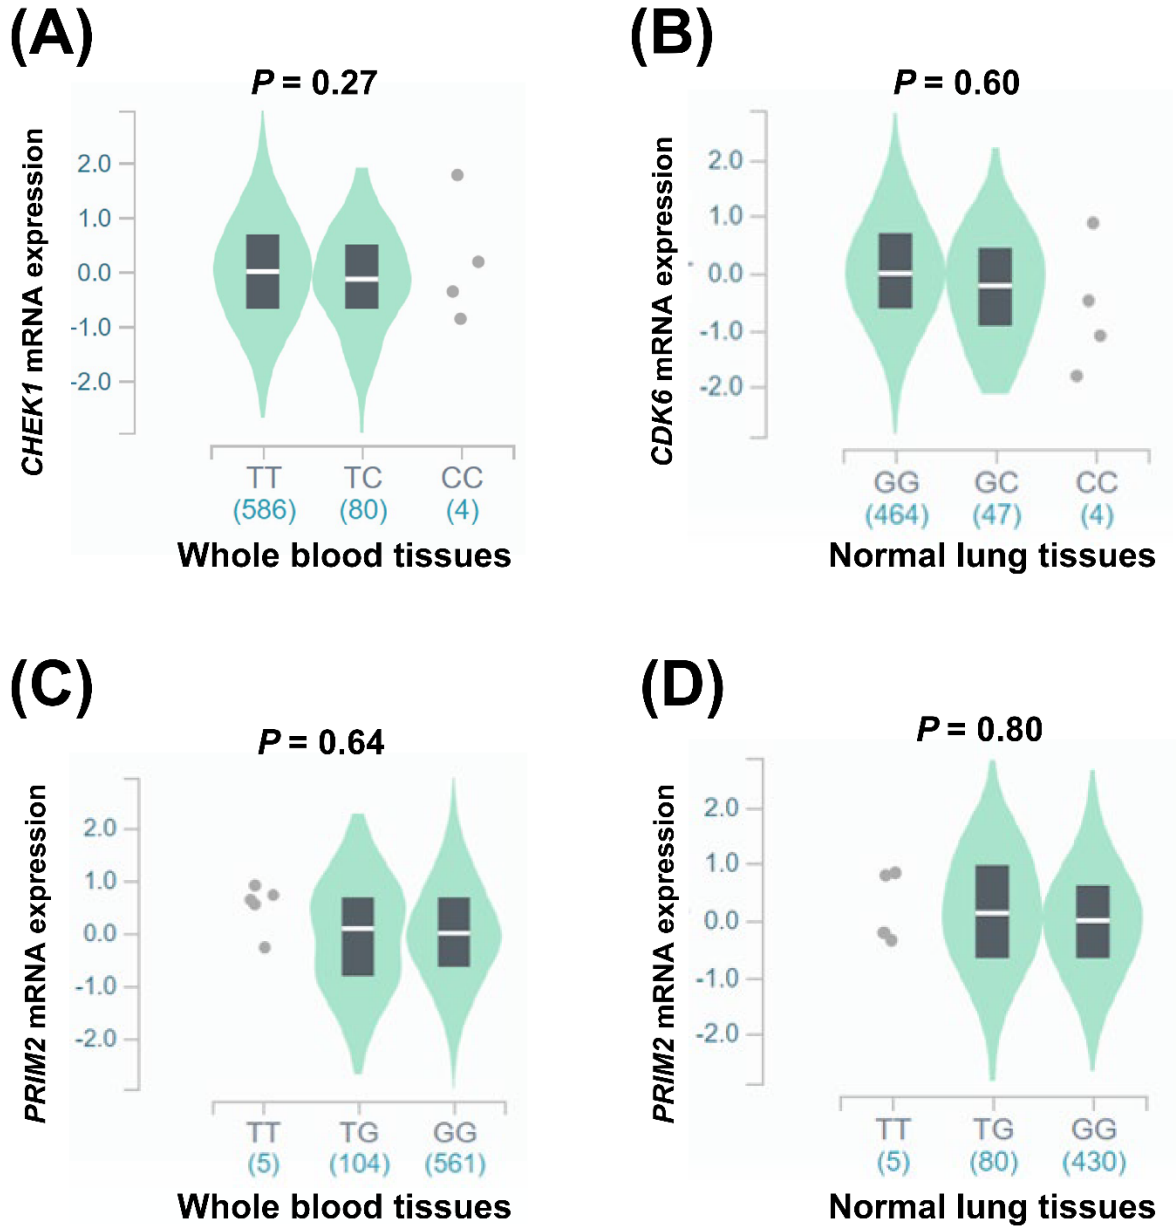 (A)
P = 0.27
CHEK1 mRNA expression
2.0
1.0
0.0
-1.0
-2.0
TT TC CC
(586) (80) (4)
Whole blood tissues
(B)
P = 0.60
CDK6 mRNA expression
2.0
1.0
0.0
-1.0
-2.0
GG GC CC
(464) (47) (4)
Normal lung tissues
(C)
P = 0.64
PRIM2 mRNA expression
2.0
1.0
0.0
-1.0
-2.0
TT TG GG
(5) (104) (561)
Whole blood tissues
(D)
P = 0.80
PRIM2 mRNA expression
2.0
1.0
0.0
-1.0
-2.0
TT TG GG
(5) (80) (430)
Normal lung tissues